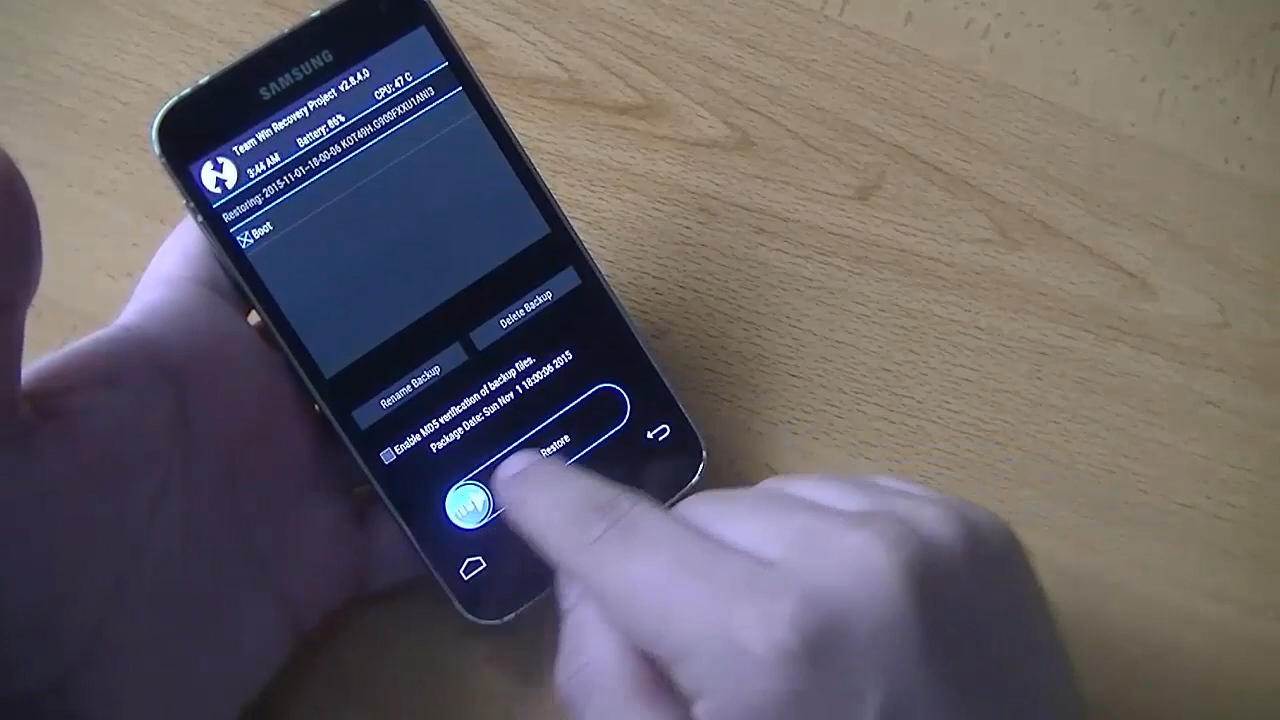 SAMSUNG
Team Win Recovery Project v2.8.4.0
3:44 AM Battery: 86% CPU: 47 C
Restoring: 2015-11-01--18-00-06 KOT49H.G900FXXU1ANI3
Boot
Rename Backup Delete Backup
Enable MD5 verification of backup files.
Package Date: Sun Nov 1 18:00:06 2015
Restore